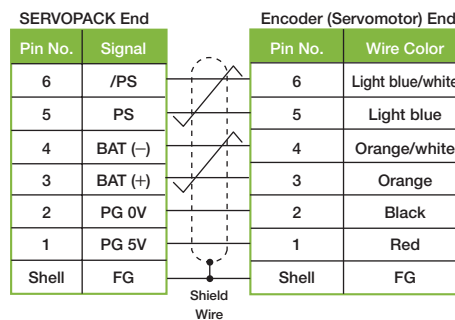 SERVOPACK End
Encoder (Servomotor) End
Pin No. Signal Pin No. Wire Color
6 /PS 6 Light blue/white
5 PS 5 Light blue
4 BAT (−) 4 Orange/white
3 BAT (+) 3 Orange
2 PG 0V 2 Black
1 PG 5V 1 Red
Shell FG Shell FG
Shield
Wire